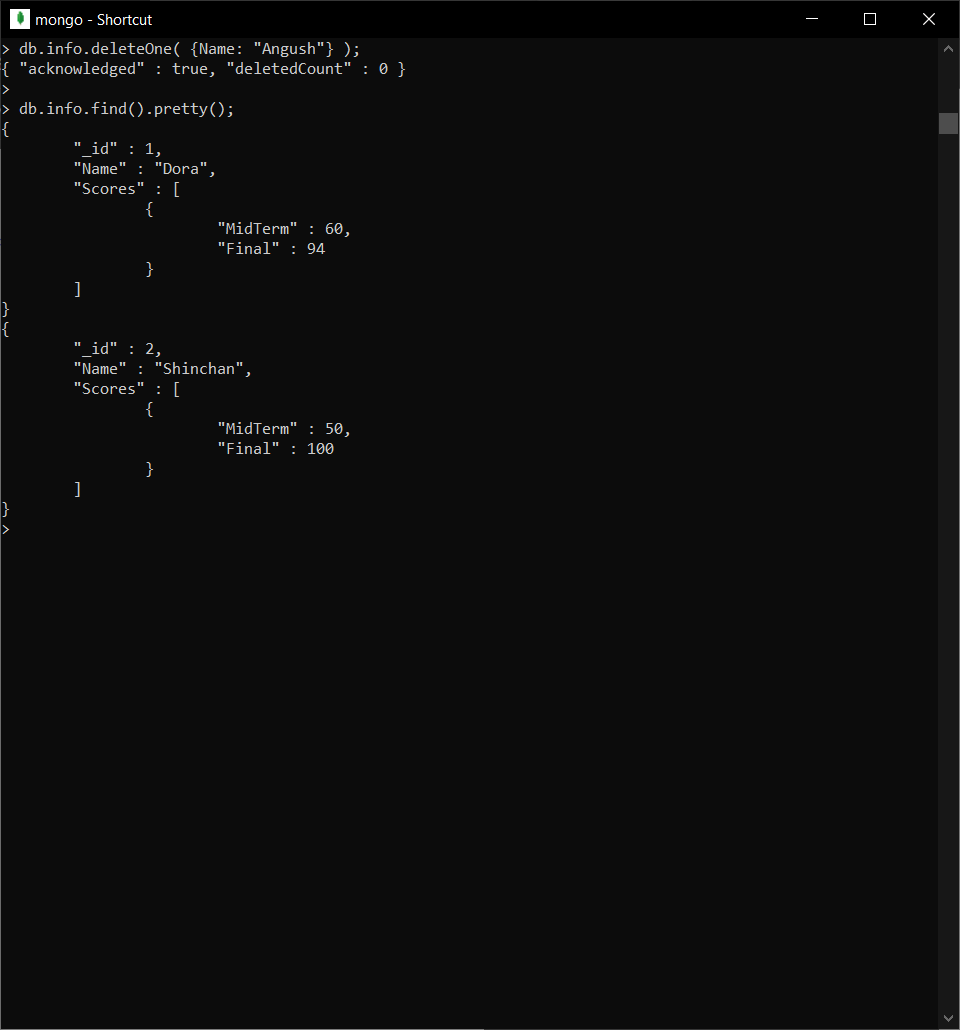 mongo - Shortcut
> db.info.deleteOne( {Name: "Angush"} );
{ "acknowledged" : true, "deletedCount" : 0 }
>
> db.info.find().pretty();
{
        "_id" : 1,
        "Name" : "Dora",
        "Scores" : [
                {
                        "MidTerm" : 60,
                        "Final" : 94
                }
        ]
}
{
        "_id" : 2,
        "Name" : "Shinchan",
        "Scores" : [
                {
                        "MidTerm" : 50,
                        "Final" : 100
                }
        ]
}
>